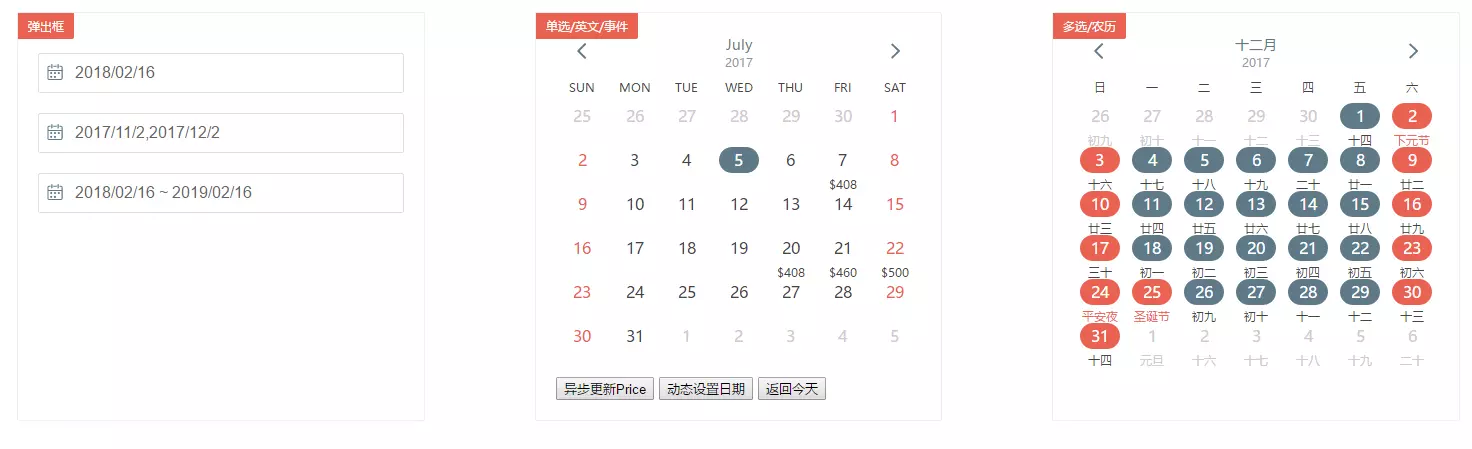 弹出框
2018/02/16
2017/11/2,2017/12/2
2018/02/16 ~ 2019/02/16
单选/英文/事件
July
2017
SUN MON TUE WED THU FRI SAT
25 26 27 28 29 30 1
2 3 4 5 6 7 8
$408
9 10 11 12 13 14 15
16 17 18 19 20 21 22
$408 $460 $500
23 24 25 26 27 28 29
30 31 1 2 3 4 5
异步更新Price 动态设置日期 返回今天
多选/农历
十二月
2017
日 一 二 三 四 五 六
26 27 28 29 30 1 2
初九 初十 十一 十二 十三 十四 下元节
3 4 5 6 7 8 9
十六 十七 十八 十九 二十 廿一 廿二
10 11 12 13 14 15 16
廿三 廿四 廿五 廿六 廿七 廿八 廿九
17 18 19 20 21 22 23
三十 初一 初二 初三 初四 初五 初六
24 25 26 27 28 29 30
平安夜 圣诞节 初九 初十 十一 十二 十三
31 1 2 3 4 5 6
十四 元旦 十六 十七 十八 十九 二十